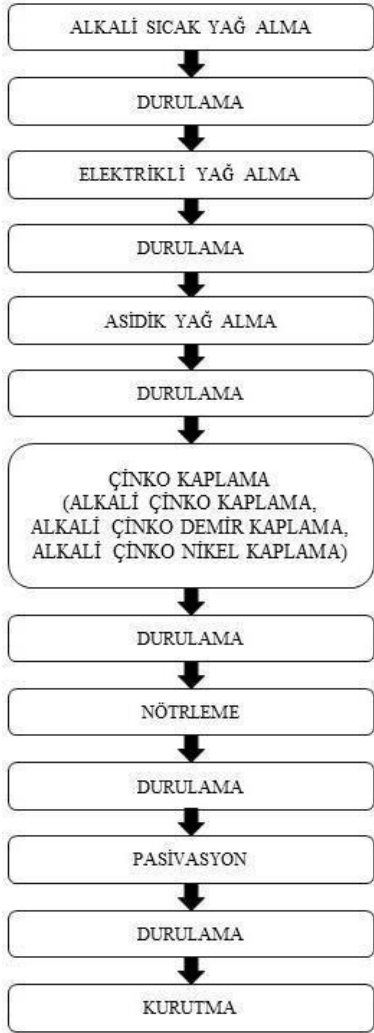 ALKALİ SICAK YAĞ ALMA
DURULAMA
ELEKTRİKLİ YAĞ ALMA
DURULAMA
ASİDİK YAĞ ALMA
DURULAMA
ÇİNKO KAPLAMA
(ALKALİ ÇİNKO KAPLAMA,
ALKALİ ÇİNKO DEMİR KAPLAMA,
ALKALİ ÇİNKO NİKEL KAPLAMA)
DURULAMA
NÖTRLEME
DURULAMA
PASİVASYON
DURULAMA
KURUTMA